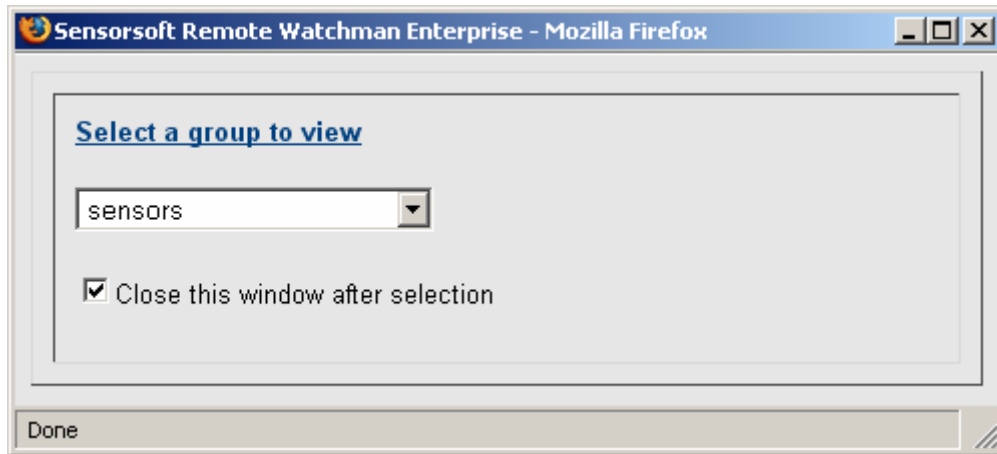 Sensorsoft Remote Watchman Enterprise - Mozilla Firefox
Select a group to view
sensors
Close this window after selection
Done